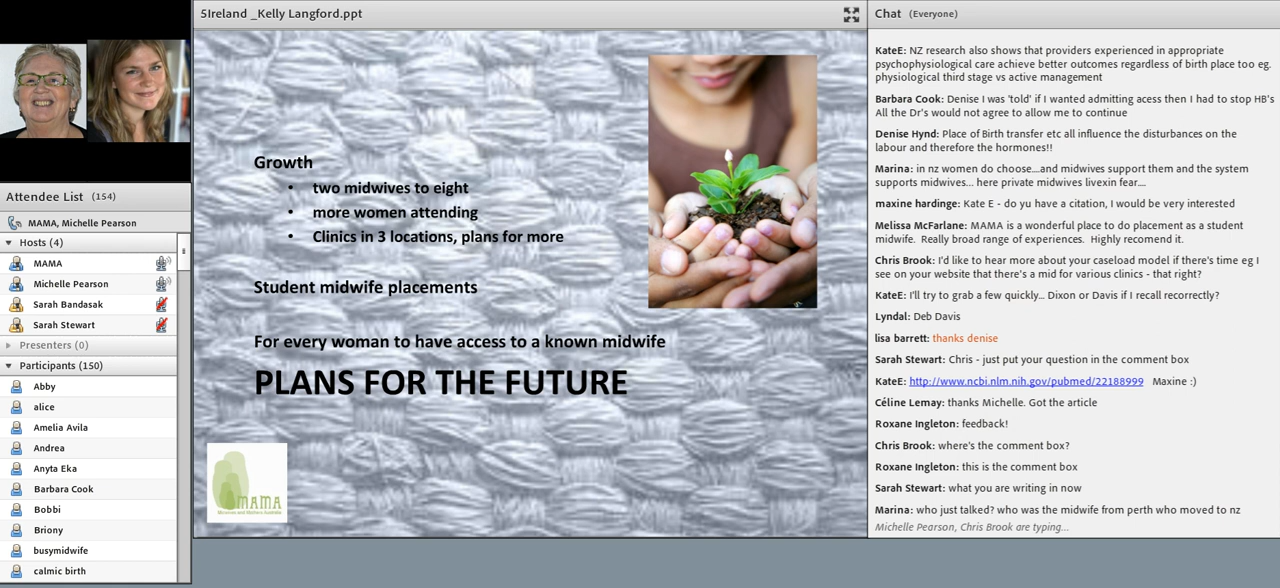 5Ireland _Kelly Langford.ppt
Growth
• two midwives to eight
• more women attending
• Clinics in 3 locations, plans for more
Student midwife placements
For every woman to have access to a known midwife
PLANS FOR THE FUTURE
MAMA
Midwives and Mothers Australia
Attendee List (154)
MAMA, Michelle Pearson
Hosts (4)
MAMA
Michelle Pearson
Sarah Bandasak
Sarah Stewart
Presenters (0)
Participants (150)
Abby
alice
Amelia Avila
Andrea
Anyta Eka
Barbara Cook
Bobbi
Briony
busymidwife
calmic birth
Chat (Everyone)
KateE: NZ research also shows that providers experienced in appropriate
psychophysiological care achieve better outcomes regardless of birth place too eg.
physiological third stage vs active management
Barbara Cook: Denise I was 'told' if I wanted admitting acess then I had to stop HB's
All the Dr's would not agree to allow me to continue
Denise Hynd: Place of Birth transfer etc all influence the disturbances on the
labour and therefore the hormones!!
Marina: in nz women do choose....and midwives support them and the system
supports midwives... here private midwives livexin fear....
maxine hardinge: Kate E - do yu have a citation, I would be very interested
Melissa McFarlane: MAMA is a wonderful place to do placement as a student
midwife. Really broad range of experiences. Highly recomend it.
Chris Brook: I'd like to hear more about your caseload model if there's time eg I
see on your website that there's a mid for various clinics - that right?
KateE: I'll try to grab a few quickly... Dixon or Davis if I recall recorrectly?
Lyndal: Deb Davis
lisa barrett: thanks denise
Sarah Stewart: Chris - just put your question in the comment box
KateE: http://www.ncbi.nlm.nih.gov/pubmed/22188999 Maxine :)
Céline Lemay: thanks Michelle. Got the article
Roxane Ingleton: feedback!
Chris Brook: where's the comment box?
Roxane Ingleton: this is the comment box
Sarah Stewart: what you are writing in now
Marina: who just talked? who was the midwife from perth who moved to nz
Michelle Pearson, Chris Brook are typing...